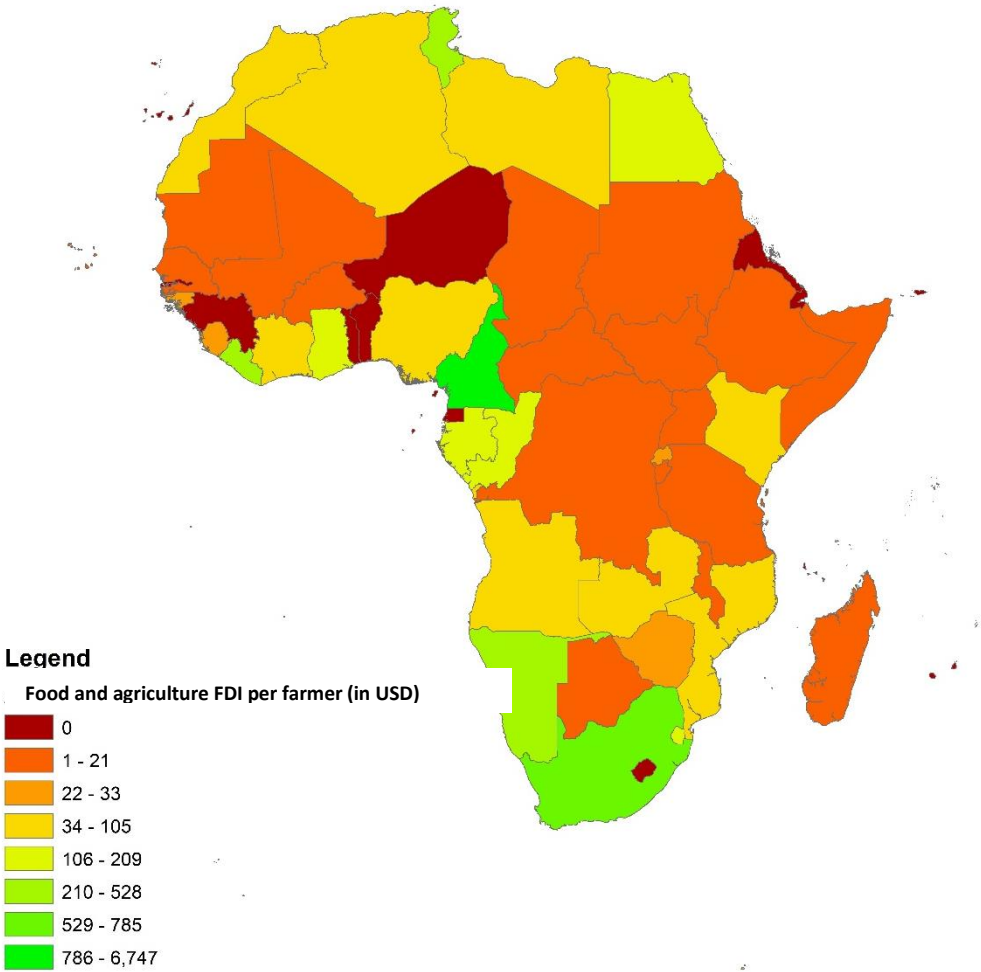 Legend
Food and agriculture FDI per farmer (in USD)
0
1 - 21
22 - 33
34 - 105
106 - 209
210 - 528
529 - 785
786 - 6,747